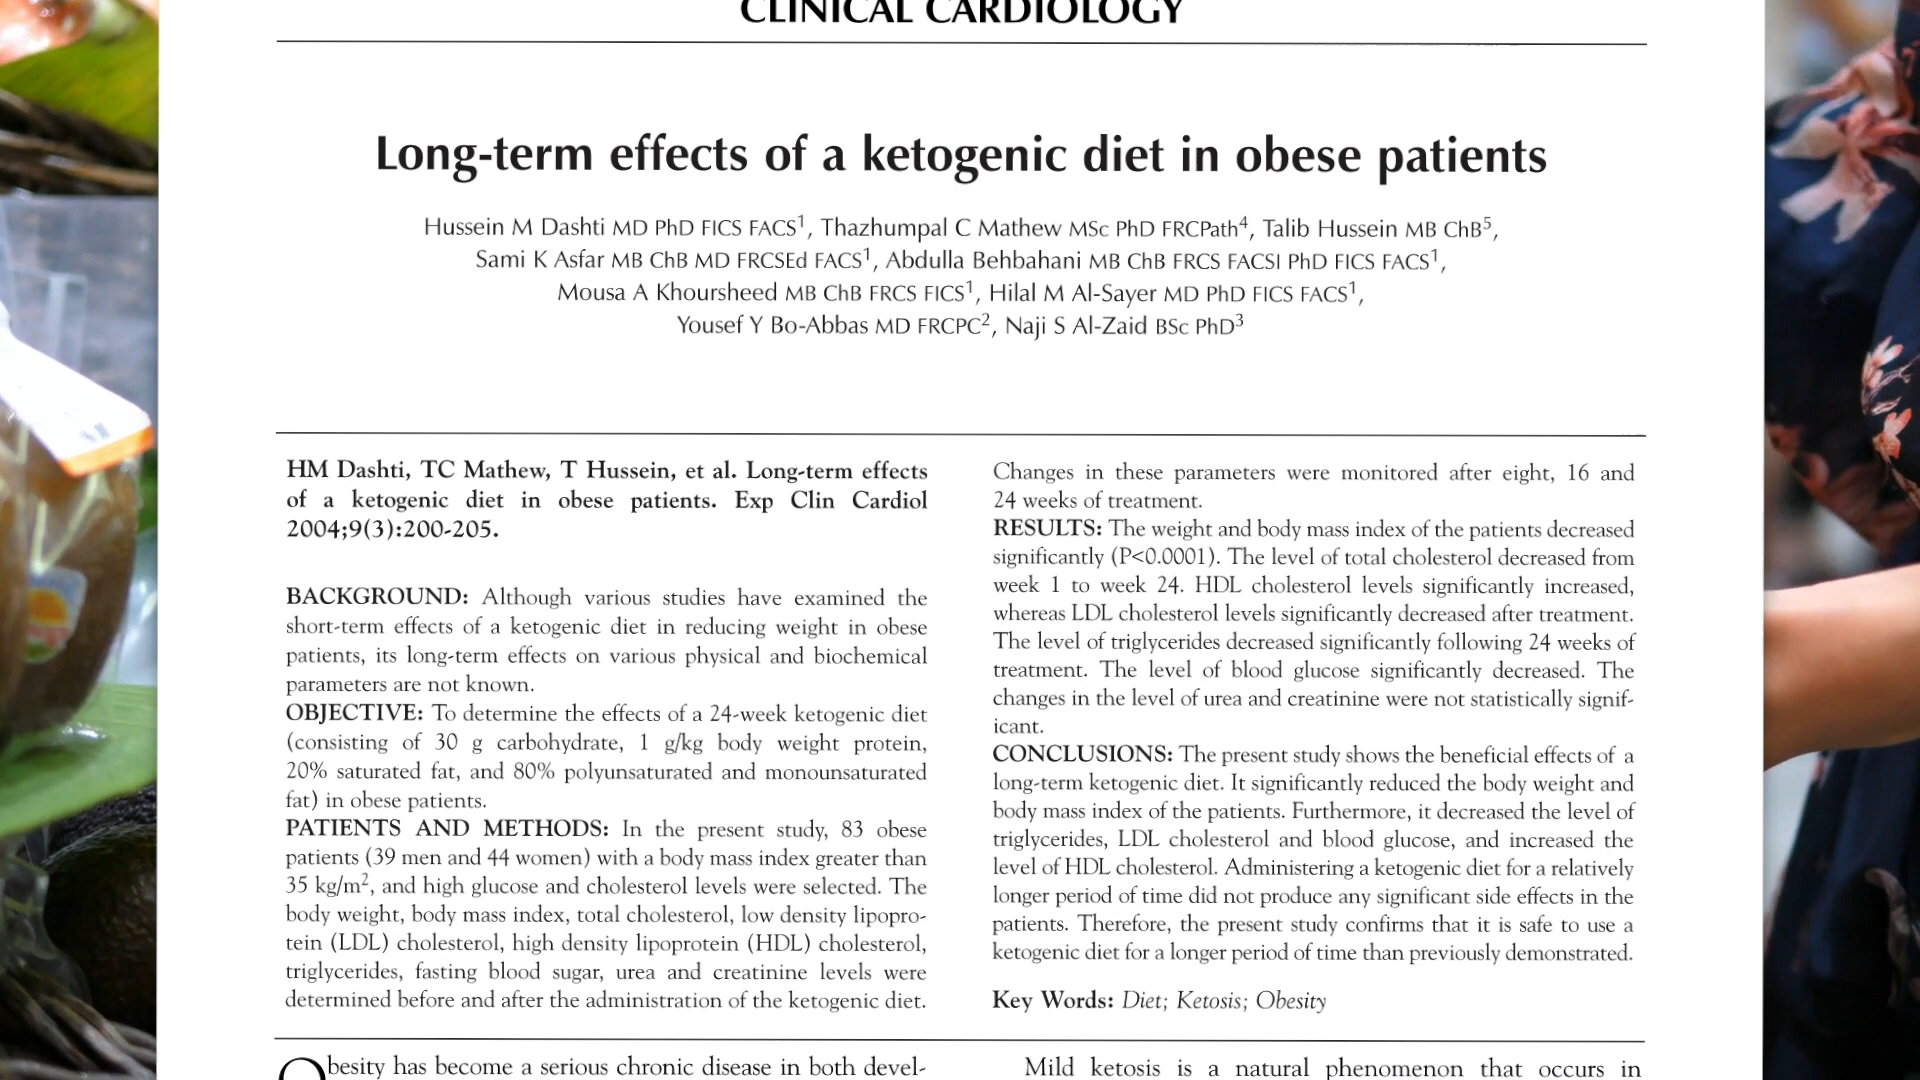 CLINICAL CARDIOLOGY
Long-term effects of a ketogenic diet in obese patients
Hussein M Dashti MD PhD FICS FACS1, Thazhumpal C Mathew MSc PhD FRCPath4, Talib Hussein MB ChB5,
Sami K Asfar MB ChB MD FRCSEd FACS1, Abdulla Behbahani MB ChB FRCS FACSI PhD FICS FACS1,
Mousa A Khoursheed MB ChB FRCS FICS1, Hilal M Al-Sayer MD PhD FICS FACS1,
Yousef Y Bo-Abbas MD FRCPC2, Naji S Al-Zaid BSc PhD3
HM Dashti, TC Mathew, T Hussein, et al. Long-term effects
of a ketogenic diet in obese patients. Exp Clin Cardiol
2004;9(3):200-205.
BACKGROUND: Although various studies have examined the
short-term effects of a ketogenic diet in reducing weight in obese
patients, its long-term effects on various physical and biochemical
parameters are not known.
OBJECTIVE: To determine the effects of a 24-week ketogenic diet
(consisting of 30 g carbohydrate, 1 g/kg body weight protein,
20% saturated fat, and 80% polyunsaturated and monounsaturated
fat) in obese patients.
PATIENTS AND METHODS: In the present study, 83 obese
patients (39 men and 44 women) with a body mass index greater than
35 kg/m2, and high glucose and cholesterol levels were selected. The
body weight, body mass index, total cholesterol, low density lipopro-
tein (LDL) cholesterol, high density lipoprotein (HDL) cholesterol,
triglycerides, fasting blood sugar, urea and creatinine levels were
determined before and after the administration of the ketogenic diet.
Changes in these parameters were monitored after eight, 16 and
24 weeks of treatment.
RESULTS: The weight and body mass index of the patients decreased
significantly (P<0.0001). The level of total cholesterol decreased from
week 1 to week 24. HDL cholesterol levels significantly increased,
whereas LDL cholesterol levels significantly decreased after treatment.
The level of triglycerides decreased significantly following 24 weeks of
treatment. The level of blood glucose significantly decreased. The
changes in the level of urea and creatinine were not statistically signif-
icant.
CONCLUSIONS: The present study shows the beneficial effects of a
long-term ketogenic diet. It significantly reduced the body weight and
body mass index of the patients. Furthermore, it decreased the level of
triglycerides, LDL cholesterol and blood glucose, and increased the
level of HDL cholesterol. Administering a ketogenic diet for a relatively
longer period of time did not produce any significant side effects in the
patients. Therefore, the present study confirms that it is safe to use a
ketogenic diet for a longer period of time than previously demonstrated.
Key Words: Diet; Ketosis; Obesity
Obesity has become a serious chronic disease in both devel-
Mild ketosis is a natural phenomenon that occurs in